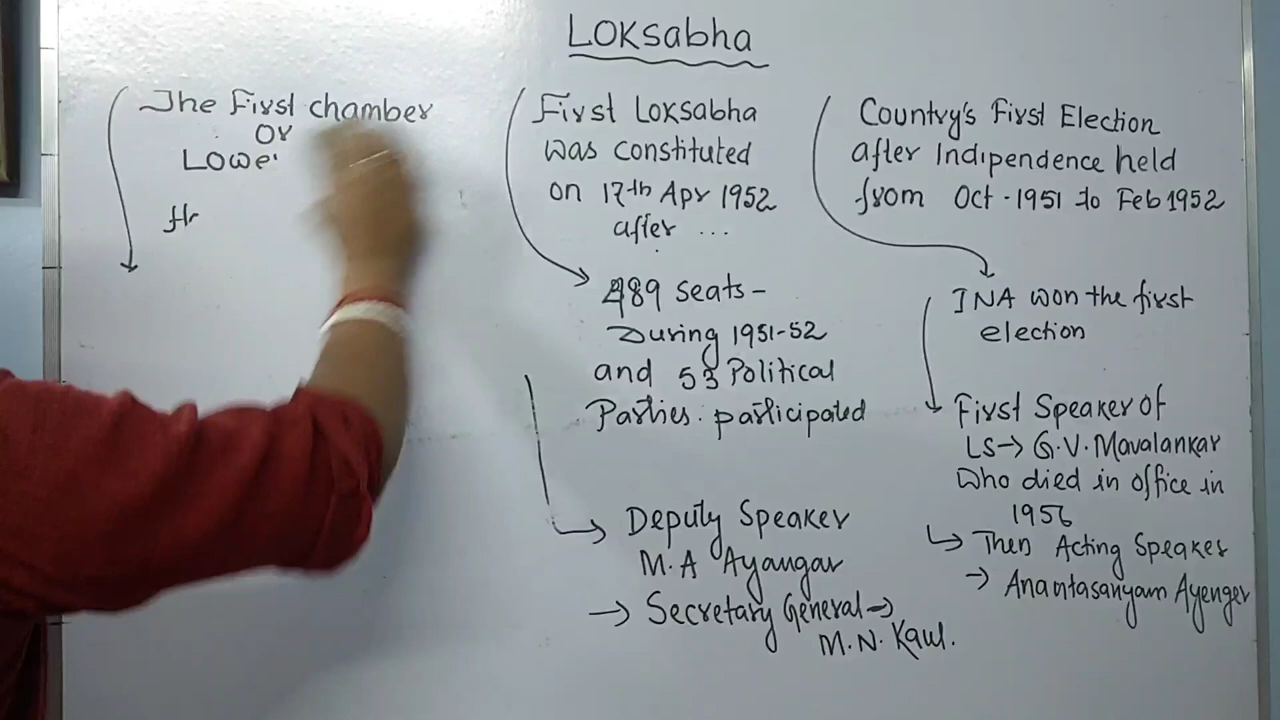 Loksabha
The First chamber
or
Lowe
First Loksabha
was constituted
on 17th Apr 1952
after ...
489 seats-
During 1951-52
and 53 Political
Parties. participated
Deputy Speaker
M.A Ayangar
→ Secretary General →
M.N. Kaul.
Country's First Election
after Indipendence held
from Oct-1951 to Feb 1952
INA won the first
election
First Speaker of
LS→ G.V. Mavalankar
who died in office in
1956
Then Acting Speaker
→ Anantasanyam Ayenger